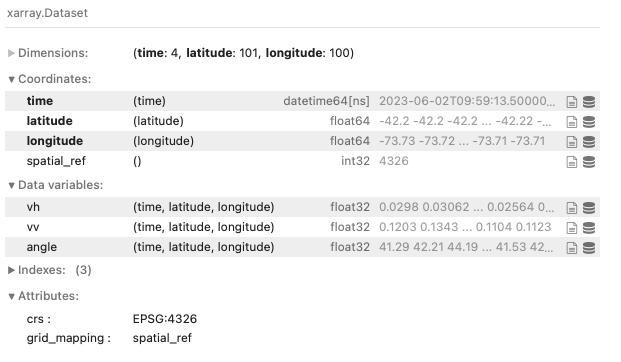 xarray.Dataset
▶ Dimensions: (time: 4, latitude: 101, longitude: 100)
▼ Coordinates:
time (time) datetime64[ns] 2023-06-02T09:59:13.50000...
latitude (latitude) float64 -42.2 -42.2 -42.2 ... -42.22 -...
longitude (longitude) float64 -73.73 -73.72 ... -73.71 -73.71
spatial_ref () int32 4326
▼ Data variables:
vh (time, latitude, longitude) float32 0.0298 0.03062 ... 0.02564 0...
vv (time, latitude, longitude) float32 0.1203 0.1343 ... 0.1104 0.1123
angle (time, latitude, longitude) float32 41.29 42.21 44.19 ... 41.53 42...
▶ Indexes: (3)
▼ Attributes:
crs : EPSG:4326
grid_mapping : spatial_ref